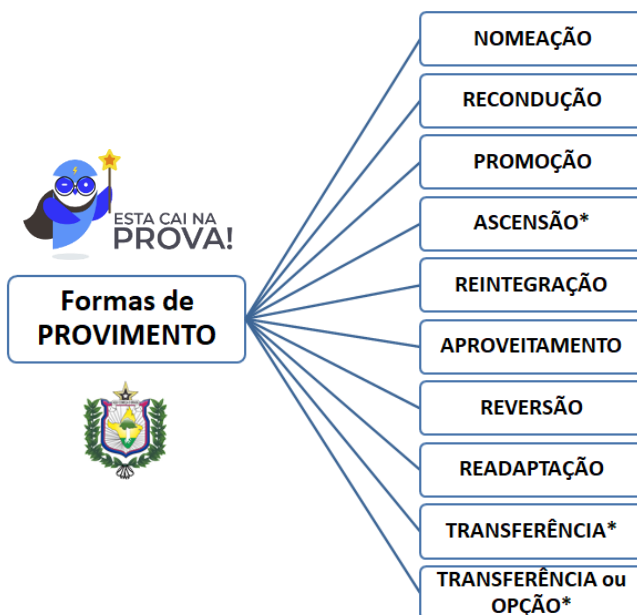 NOMEAÇÃO
RECONDUÇÃO
PROMOÇÃO
ASCENSÃO*
REINTEGRAÇÃO
APROVEITAMENTO
REVERSÃO
READAPTAÇÃO
TRANSFERÊNCIA*
TRANSFERÊNCIA ou
OPÇÃO*
ESTA CAI NA
PROVA!
Formas de
PROVIMENTO